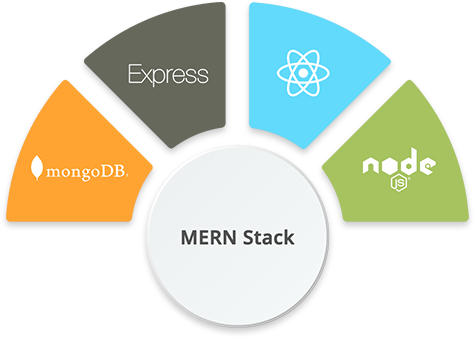 Express
mongoDB®
node
JS®
MERN Stack